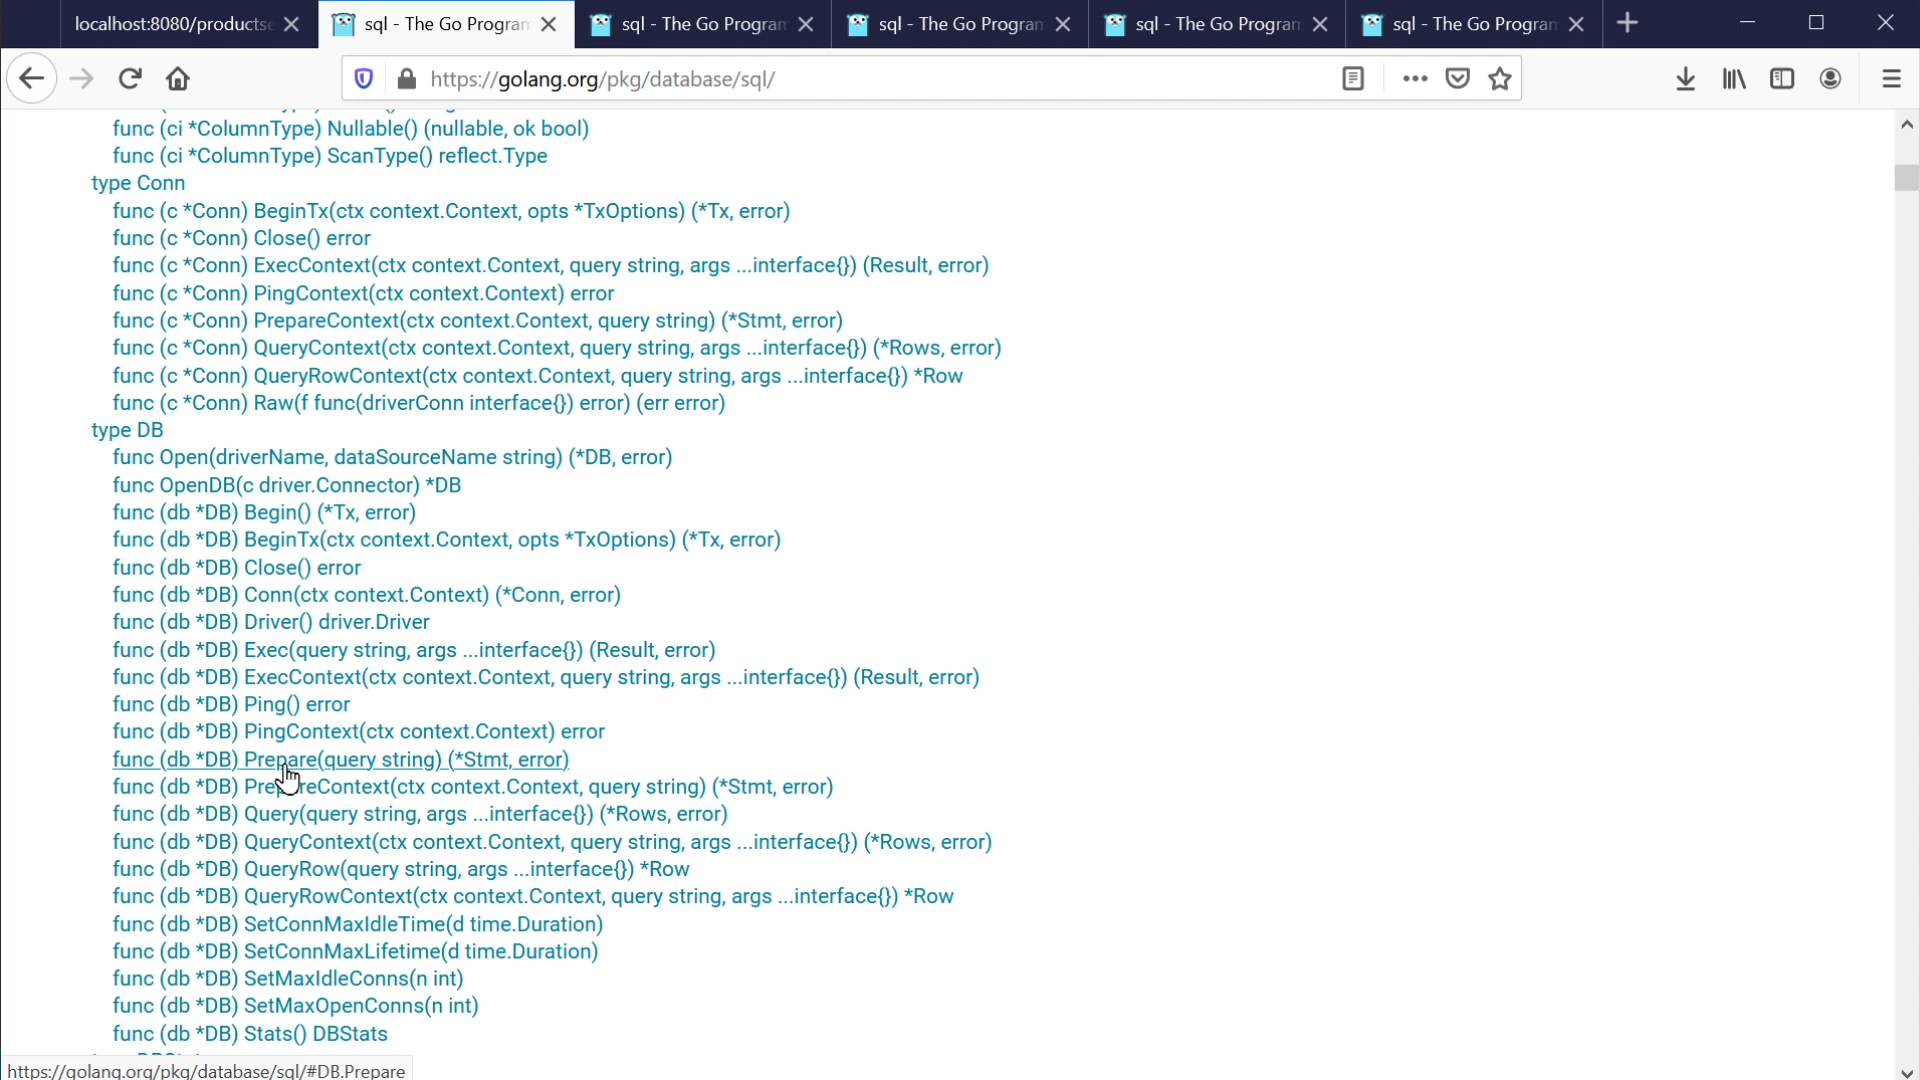 localhost:8080/products
sql - The Go Program
sql - The Go Program
sql - The Go Program
sql - The Go Program
sql - The Go Program
https://golang.org/pkg/database/sql/
func (ci *ColumnType) Nullable() (nullable, ok bool)
func (ci *ColumnType) ScanType() reflect.Type
type Conn
func (c *Conn) BeginTx(ctx context.Context, opts *TxOptions) (*Tx, error)
func (c *Conn) Close() error
func (c *Conn) ExecContext(ctx context.Context, query string, args ...interface{}) (Result, error)
func (c *Conn) PingContext(ctx context.Context) error
func (c *Conn) PrepareContext(ctx context.Context, query string) (*Stmt, error)
func (c *Conn) QueryContext(ctx context.Context, query string, args ...interface{}) (*Rows, error)
func (c *Conn) QueryRowContext(ctx context.Context, query string, args ...interface{}) *Row
func (c *Conn) Raw(f func(driverConn interface{}) error) (err error)
type DB
func Open(driverName, dataSourceName string) (*DB, error)
func OpenDB(c driver.Connector) *DB
func (db *DB) Begin() (*Tx, error)
func (db *DB) BeginTx(ctx context.Context, opts *TxOptions) (*Tx, error)
func (db *DB) Close() error
func (db *DB) Conn(ctx context.Context) (*Conn, error)
func (db *DB) Driver() driver.Driver
func (db *DB) Exec(query string, args ...interface{}) (Result, error)
func (db *DB) ExecContext(ctx context.Context, query string, args ...interface{}) (Result, error)
func (db *DB) Ping() error
func (db *DB) PingContext(ctx context.Context) error
func (db *DB) Prepare(query string) (*Stmt, error)
func (db *DB) PrepareContext(ctx context.Context, query string) (*Stmt, error)
func (db *DB) Query(query string, args ...interface{}) (*Rows, error)
func (db *DB) QueryContext(ctx context.Context, query string, args ...interface{}) (*Rows, error)
func (db *DB) QueryRow(query string, args ...interface{}) *Row
func (db *DB) QueryRowContext(ctx context.Context, query string, args ...interface{}) *Row
func (db *DB) SetConnMaxIdleTime(d time.Duration)
func (db *DB) SetConnMaxLifetime(d time.Duration)
func (db *DB) SetMaxIdleConns(n int)
func (db *DB) SetMaxOpenConns(n int)
func (db *DB) Stats() DBStats
https://golang.org/pkg/database/sql/#DB.Prepare